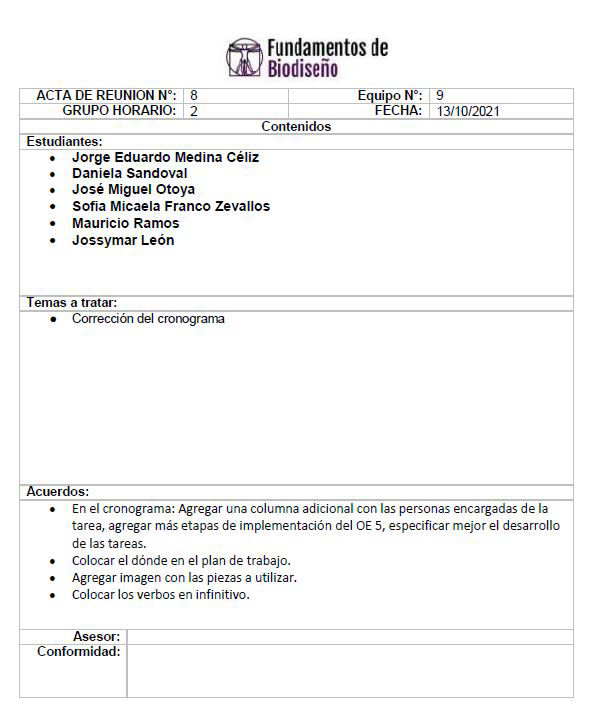 Fundamentos de
Biodiseño
ACTA DE REUNION N°: 8 Equipo N°: 9
GRUPO HORARIO: 2 FECHA: 13/10/2021
Contenidos
Estudiantes:
• Jorge Eduardo Medina Céliz
• Daniela Sandoval
• José Miguel Otoya
• Sofia Micaela Franco Zevallos
• Mauricio Ramos
• Jossymar León
Temas a tratar:
• Corrección del cronograma
Acuerdos:
• En el cronograma: Agregar una columna adicional con las personas encargadas de la
tarea, agregar más etapas de implementación del OE 5, especificar mejor el desarrollo
de las tareas.
• Colocar el dónde en el plan de trabajo.
• Agregar imagen con las piezas a utilizar.
• Colocar los verbos en infinitivo.
Asesor:
Conformidad: